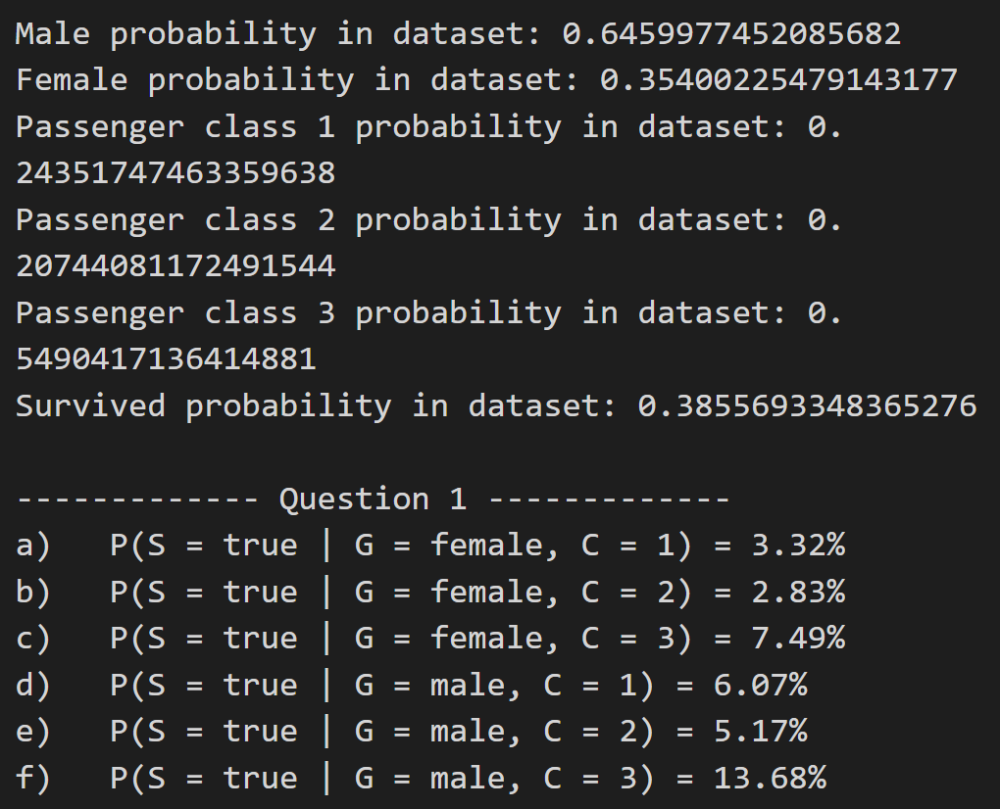 Male probability in dataset: 0.6459977452085682
Female probability in dataset: 0.35400225479143177
Passenger class 1 probability in dataset: 0.
24351747463359638
Passenger class 2 probability in dataset: 0.
20744081172491544
Passenger class 3 probability in dataset: 0.
5490417136414881
Survived probability in dataset: 0.3855693348365276
------------- Question 1 -------------
a)   P(S = true | G = female, C = 1) = 3.32%
b)   P(S = true | G = female, C = 2) = 2.83%
c)   P(S = true | G = female, C = 3) = 7.49%
d)   P(S = true | G = male, C = 1) = 6.07%
e)   P(S = true | G = male, C = 2) = 5.17%
f)   P(S = true | G = male, C = 3) = 13.68%